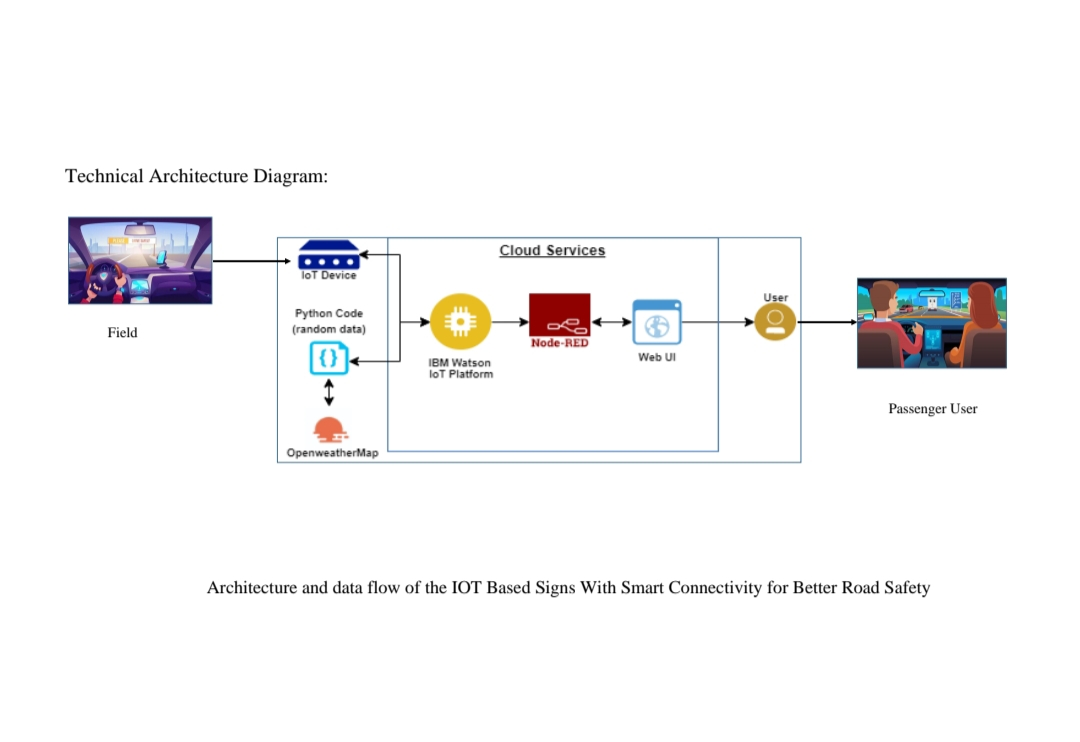 Technical Architecture Diagram:
Cloud Services
IoT Device
Field
Python Code
(random data)
{}
OpenweatherMap
IBM Watson
IoT Platform
Node-RED
Web UI
User
Passenger User
Architecture and data flow of the IOT Based Signs With Smart Connectivity for Better Road Safety